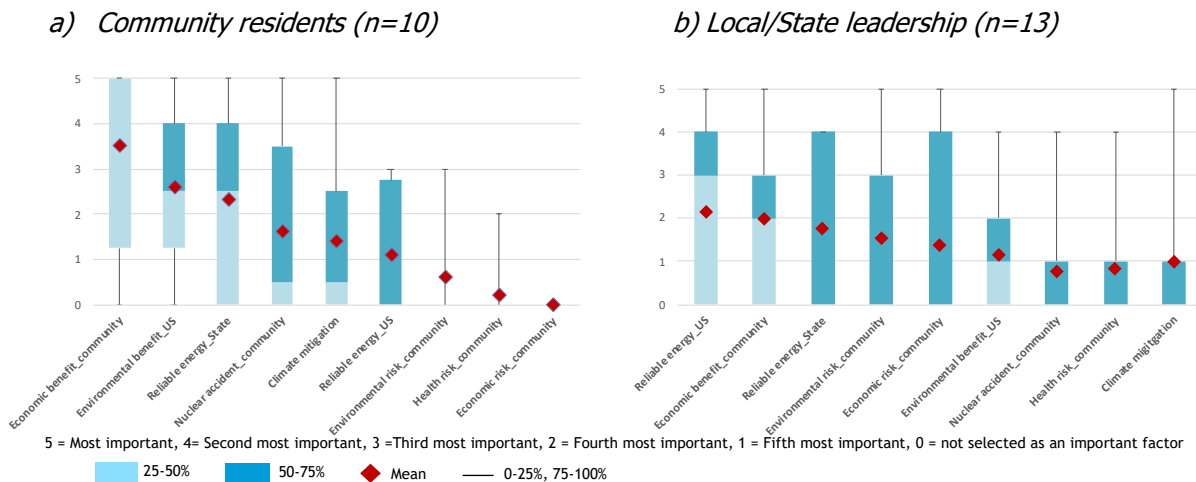 a) Community residents (n=10)
b) Local/State leadership (n=13)
5
4
3
2
1
0
Economic benefit_community
Environmental benefit_US
Reliable energy_State
Nuclear accident_community
Climate mitigation
Reliable energy_US
Environmental risk_community
Health risk_community
Economic risk_community
5
4
3
2
1
0
Reliable energy_US
Economic benefit_community
Reliable energy_State
Environmental risk_community
Economic risk_community
Environmental benefit_US
Nuclear accident_community
Health risk_community
Climate migitgation
5 = Most important, 4= Second most important, 3 =Third most important, 2 = Fourth most important, 1 = Fifth most important, 0 = not selected as an important factor
25-50% 50-75% Mean 0-25%, 75-100%